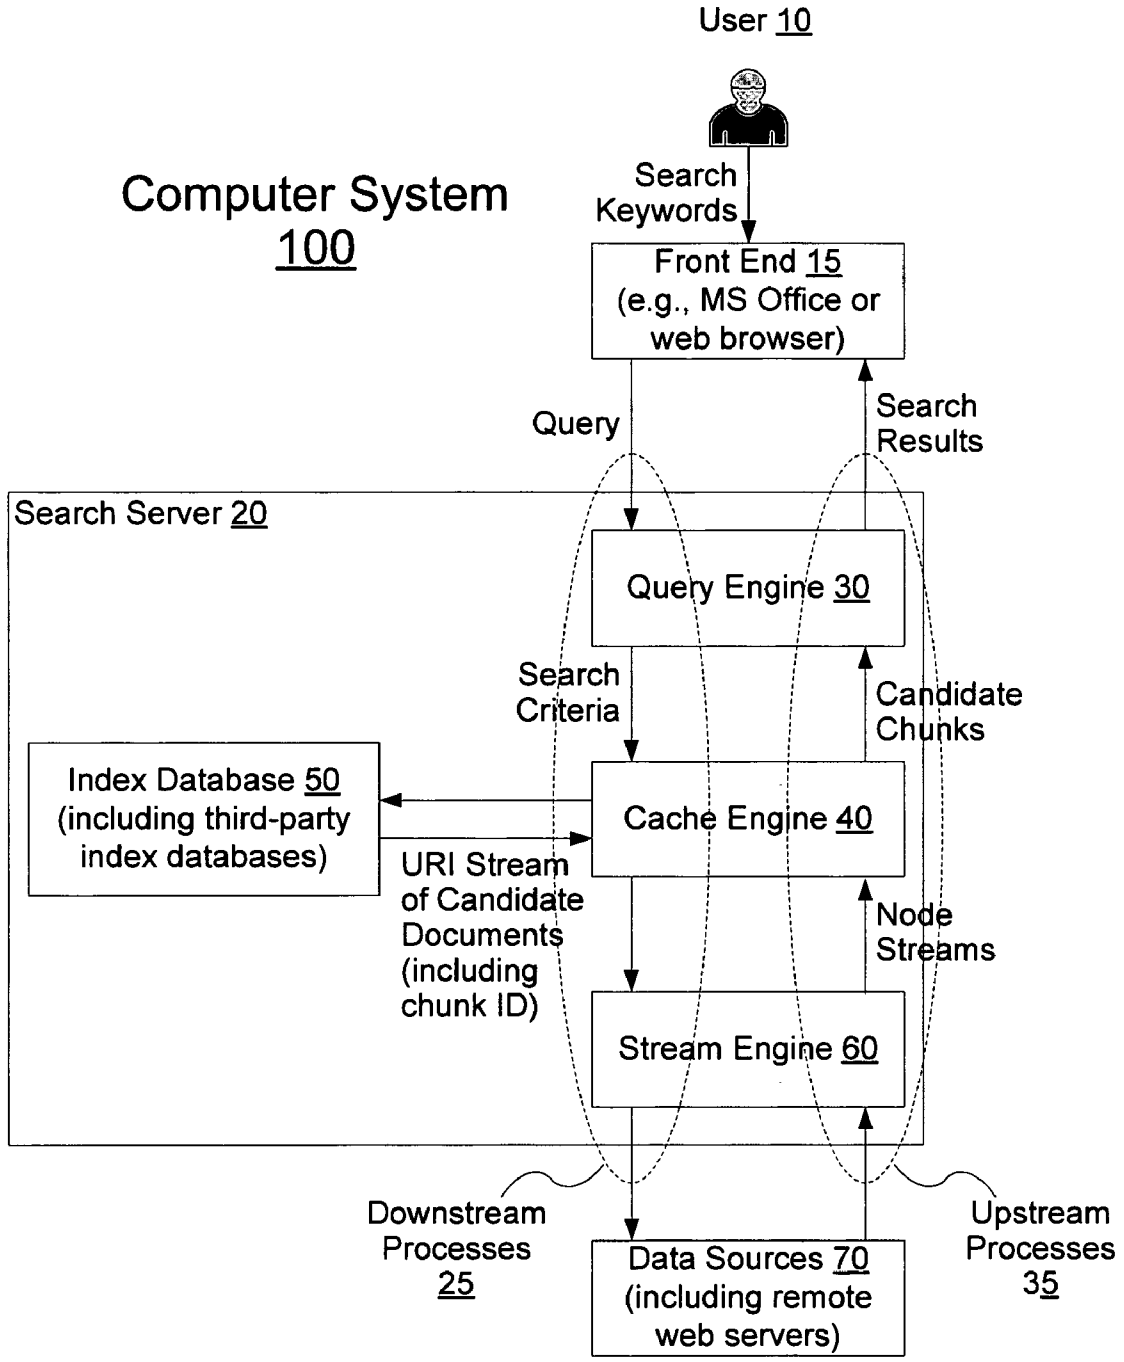 User 10
Search
Keywords
Computer System
100
Front End 15
(e.g., MS Office or
web browser)
Query
Search
Results
Search Server 20
Query Engine 30
Search
Criteria
Candidate
Chunks
Index Database 50
(including third-party
index databases)
Cache Engine 40
URI Stream
of Candidate
Documents
(including
chunk ID)
Node
Streams
Stream Engine 60
Downstream
Processes
25
Upstream
Processes
35
Data Sources 70
(including remote
web servers)